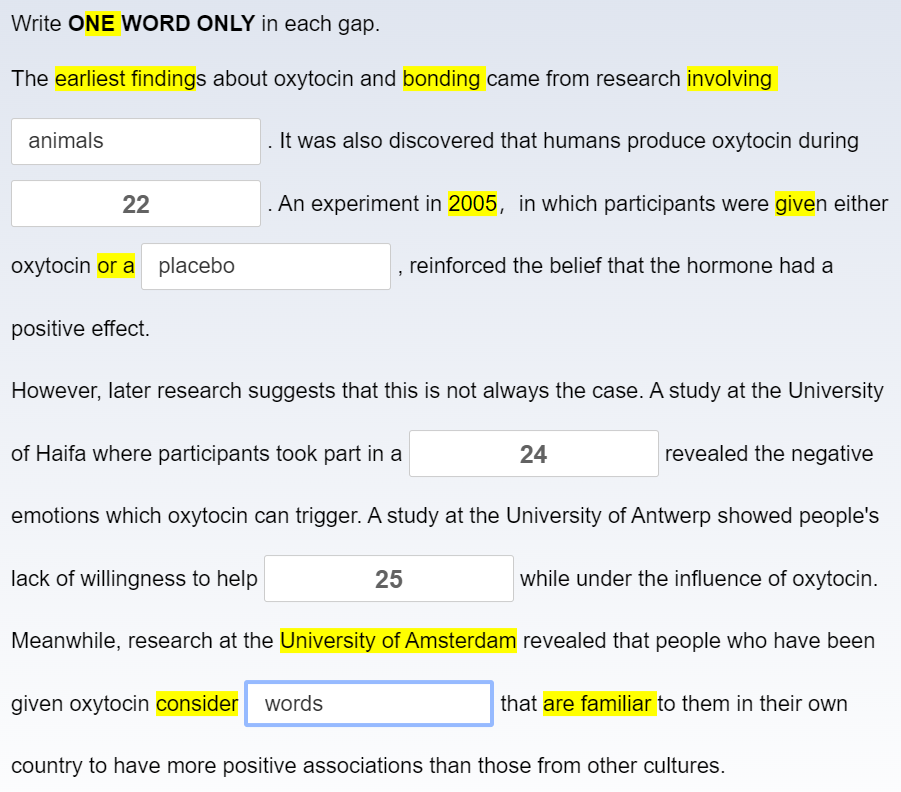 Write ONE WORD ONLY in each gap.
The earliest findings about oxytocin and bonding came from research involving
animals . It was also discovered that humans produce oxytocin during
22 . An experiment in 2005, in which participants were given either
oxytocin or a placebo , reinforced the belief that the hormone had a
positive effect.
However, later research suggests that this is not always the case. A study at the University
of Haifa where participants took part in a 24 revealed the negative
emotions which oxytocin can trigger. A study at the University of Antwerp showed people's
lack of willingness to help 25 while under the influence of oxytocin.
Meanwhile, research at the University of Amsterdam revealed that people who have been
given oxytocin consider words that are familiar to them in their own
country to have more positive associations than those from other cultures.